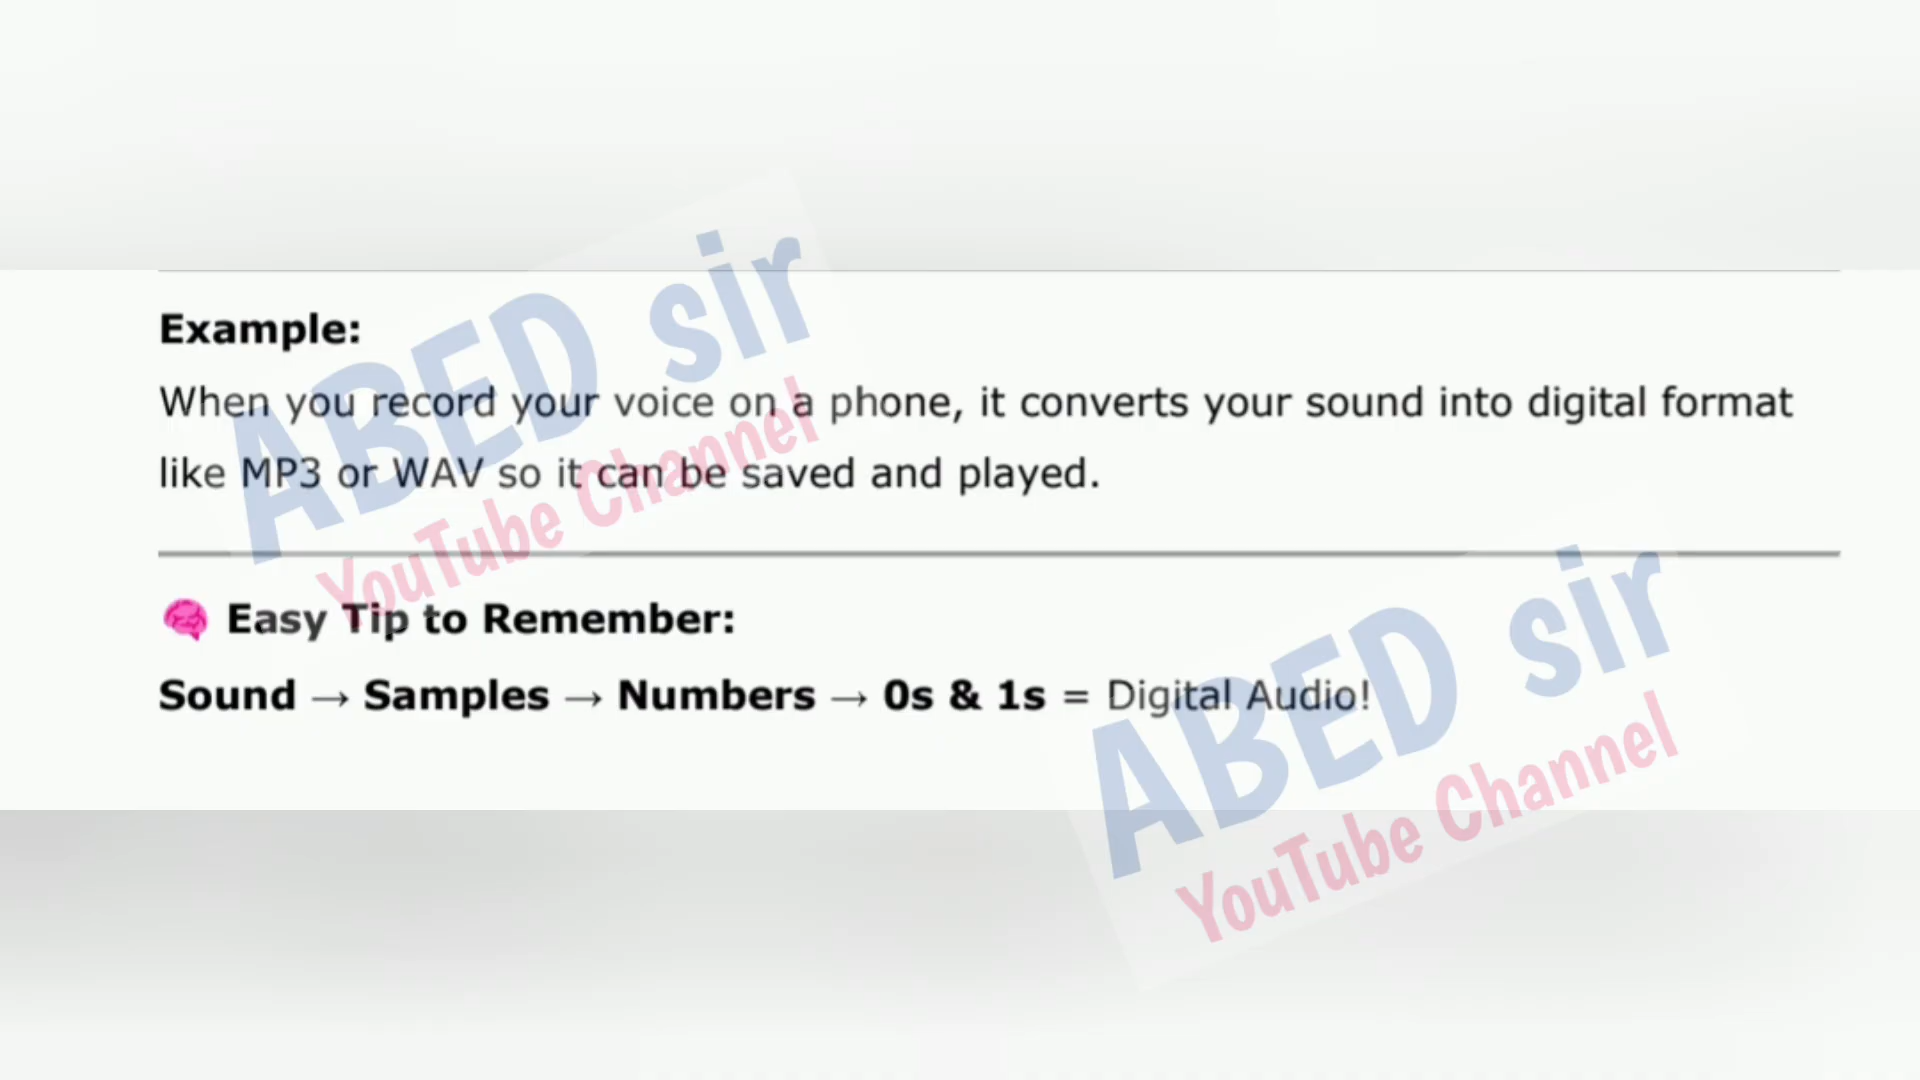 Example:
When you record your voice on a phone, it converts your sound into digital format
like MP3 or WAV so it can be saved and played.
🧠 Easy Tip to Remember:
Sound → Samples → Numbers → 0s & 1s = Digital Audio!
ABED sir
YouTube Channel
ABED sir
YouTube Channel